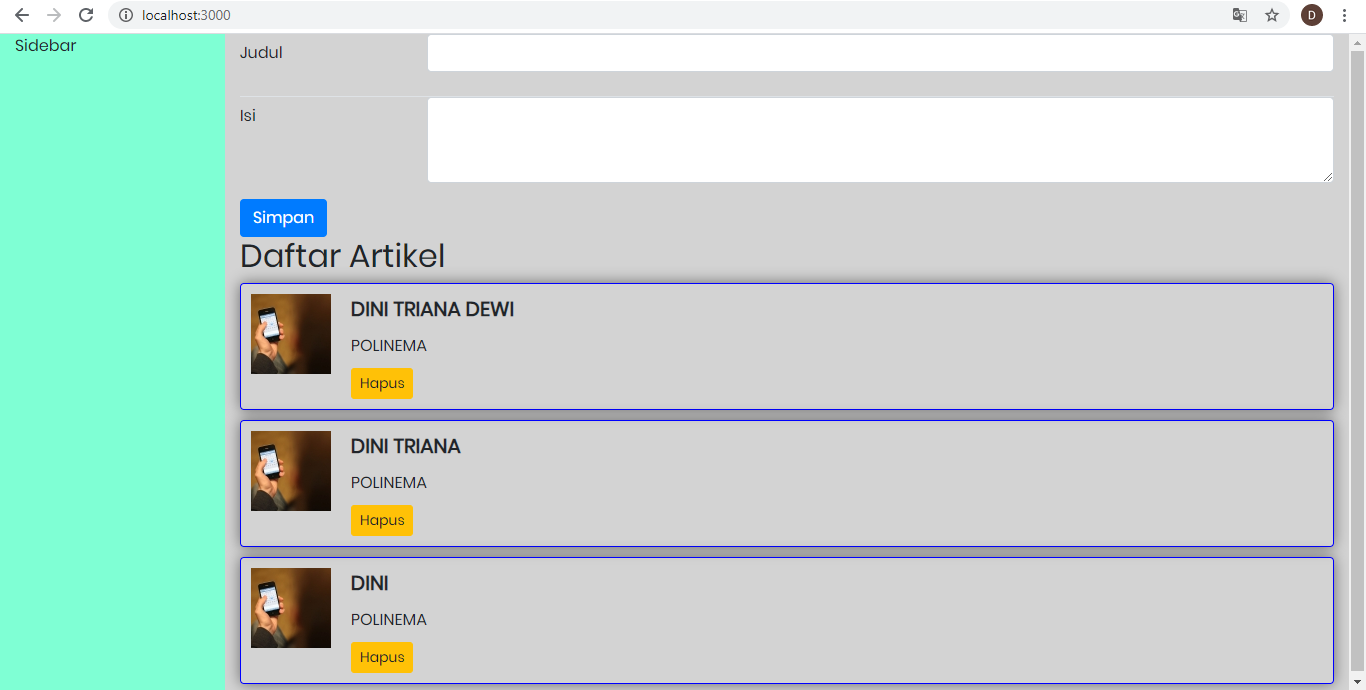 localhost:3000
D
Sidebar
Judul
Isi
Simpan
Daftar Artikel
DINI TRIANA DEWI
POLINEMA
Hapus
DINI TRIANA
POLINEMA
Hapus
DINI
POLINEMA
Hapus